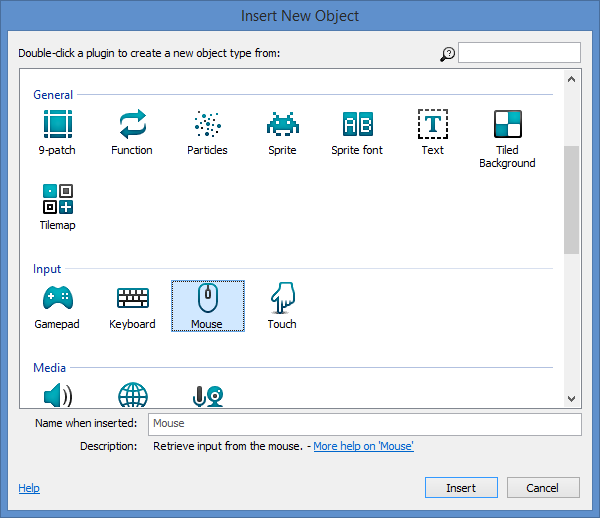 Insert New Object
Double-click a plugin to create a new object type from:
General
9-patch Function Particles Sprite Sprite font Text Tiled Background
Tilemap
Input
Gamepad Keyboard Mouse Touch
Media
Name when inserted: Mouse
Description: Retrieve input from the mouse. - More help on 'Mouse'
Help Insert Cancel